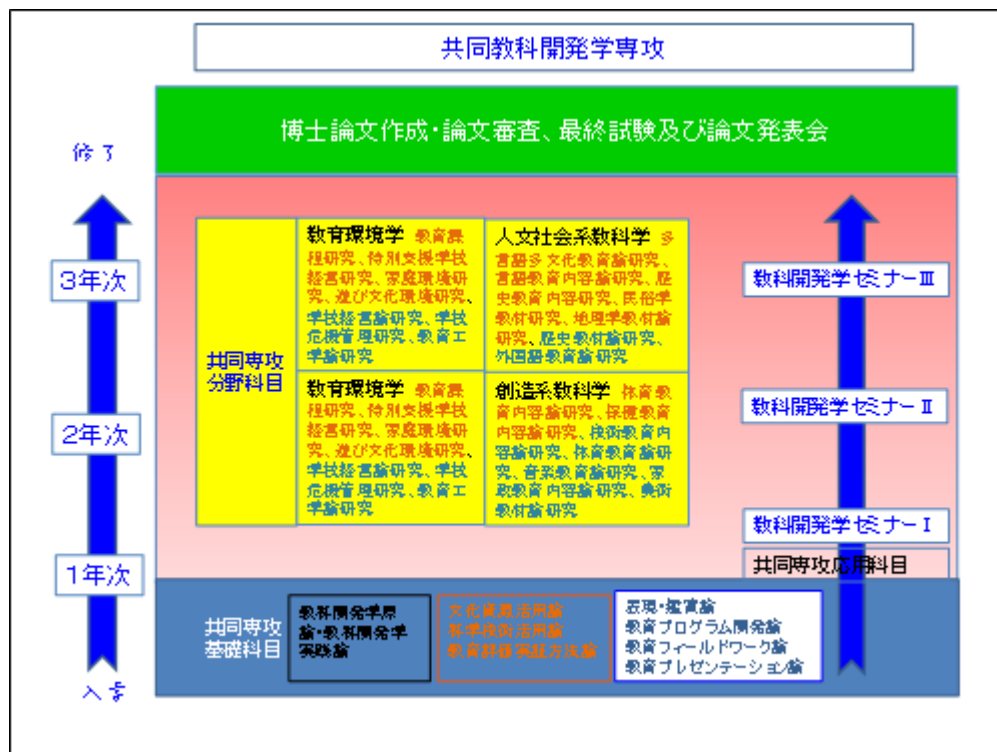 共同教科開発学専攻
博士論文作成・論文審査、最終試験及び論文発表会
修了
3年次
2年次
1年次
入学
共同専攻
分野科目
教育環境学 教育課
程研究、特別支援学校
経営研究、家庭環境研
究、遊び文化環境研究、
学校経営論研究、学校
危機管理研究、教育工
学論研究
人文社会系教科学 多
言語多文化教育論研究、
言語教育内容論研究、歴
史教育内容研究、民俗学
教材研究、地理学教材論
研究、歴史教材論研究、
外国語教育論研究
教育環境学 教育課
程研究、特別支援学校
経営研究、家庭環境研
究、遊び文化環境研究、
学校経営論研究、学校
危機管理研究、教育工
学論研究
創造系教科学 体育教
育内容論研究、保健教育
内容論研究、技術教育内
容論研究、体育教育論研
究、音楽教育論研究、家
政教育内容論研究、美術
教材論研究
教科開発学セミナーⅢ
教科開発学セミナーⅡ
教科開発学セミナーⅠ
共同専攻応用科目
共同専攻
基礎科目
教科開発学原
論・教科開発学
実践論
文化資源活用論
科学技術活用論
教育評価実証方法論
表現・鑑賞論
教育プログラム開発論
教育フィールドワーク論
教育プレゼンテーション論